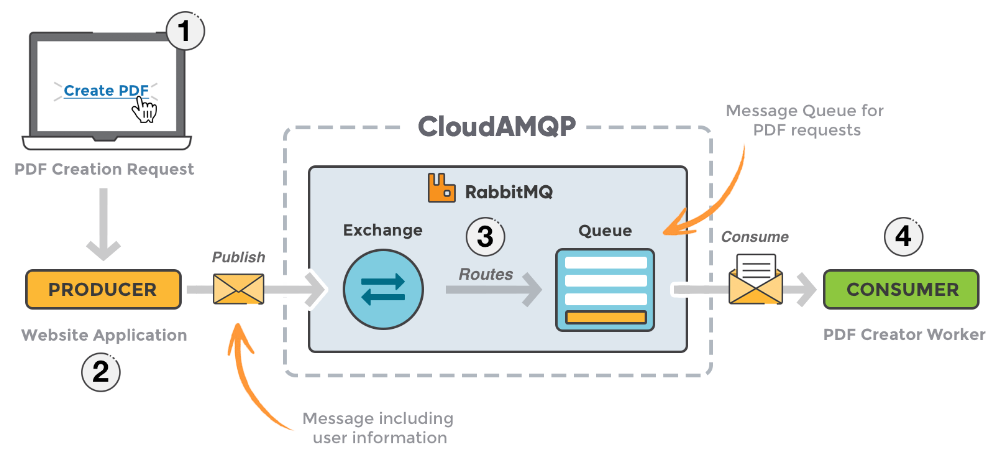 1
Create PDF
PDF Creation Request
CloudAMQP
Message Queue for
PDF requests
RabbitMQ
Exchange
3
Queue
Routes
Publish
Consume
4
PRODUCER
CONSUMER
Website Application
PDF Creator Worker
2
Message including
user information